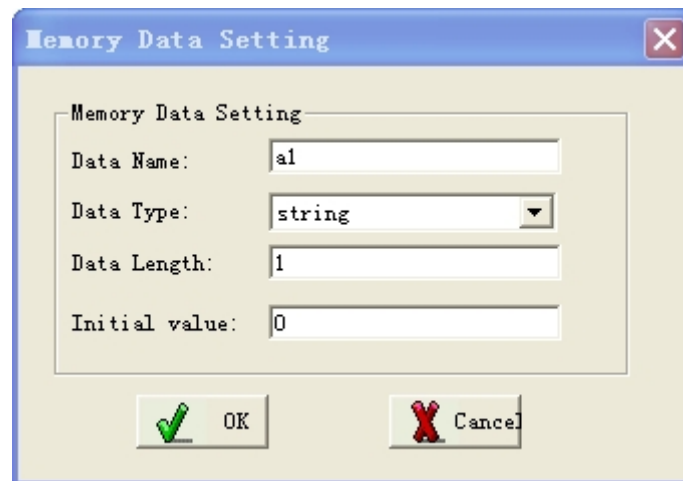 Memory Data Setting
Memory Data Setting
Data Name: a1
Data Type: string
Data Length: 1
Initial value: 0
OK Cancel